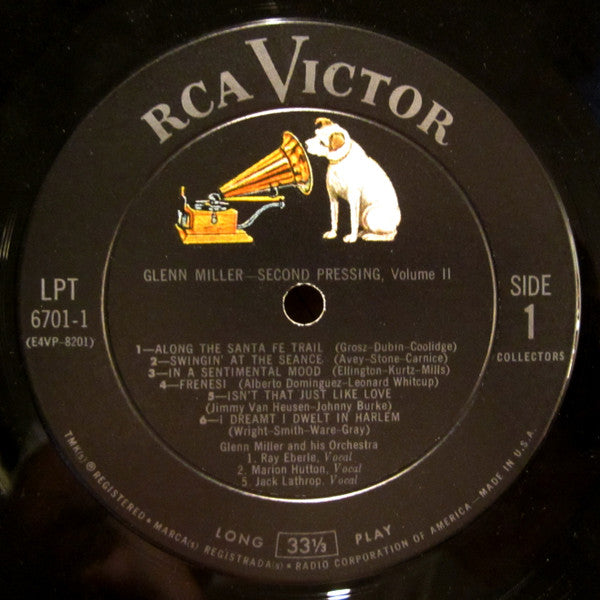 RCA VICTOR
GLENN MILLER—SECOND PRESSING, Volume II
LPT
6701-1
(E4VP-8201)
SIDE
1
COLLECTORS
1—ALONG THE SANTA FE TRAIL (Grosz-Dubin-Coolidge)
2—SWINGIN' AT THE SEANCE (Avey-Stone-Carnice)
3—IN A SENTIMENTAL MOOD (Ellington-Kurtz-Mills)
4—FRENESI (Alberto Dominguez-Leonard Whitcup)
5—ISN'T THAT JUST LIKE LOVE
(Jimmy Van Heusen-Johnny Burke)
6—I DREAMT I DWELT IN HARLEM
(Wright-Smith-Ware-Gray)
Glenn Miller and his Orchestra
1. Ray Eberle, Vocal
2. Marion Hutton, Vocal
5. Jack Lathrop, Vocal
LONG 33⅓ PLAY
TMK(s) ® REGISTERED • MARCA(s) REGISTRADA(s) • RADIO CORPORATION OF AMERICA—MADE IN U.S.A.